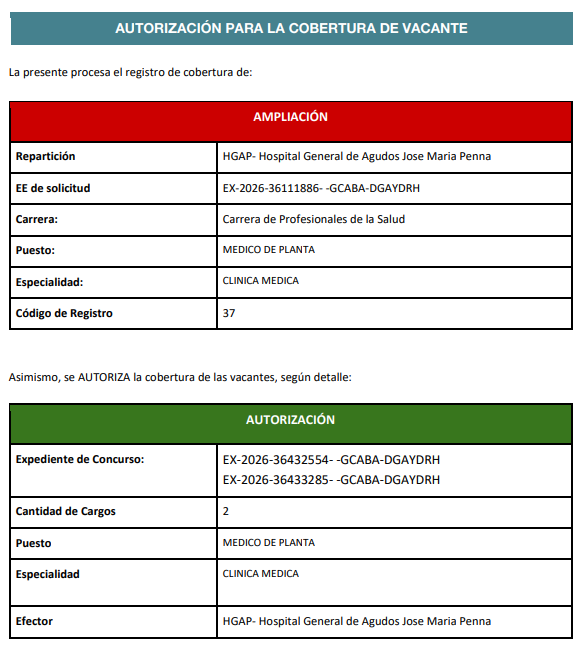 AUTORIZACIÓN PARA LA COBERTURA DE VACANTE
La presente procesa el registro de cobertura de:
AMPLIACIÓN
Repartición HGAP- Hospital General de Agudos Jose Maria Penna
EE de solicitud EX-2026-36111886- -GCABA-DGAYDRH
Carrera: Carrera de Profesionales de la Salud
Puesto: MEDICO DE PLANTA
Especialidad: CLINICA MEDICA
Código de Registro 37
Asimismo, se AUTORIZA la cobertura de las vacantes, según detalle:
AUTORIZACIÓN
Expediente de Concurso: EX-2026-36432554- -GCABA-DGAYDRH
EX-2026-36433285- -GCABA-DGAYDRH
Cantidad de Cargos 2
Puesto MEDICO DE PLANTA
Especialidad CLINICA MEDICA
Efector HGAP- Hospital General de Agudos Jose Maria Penna